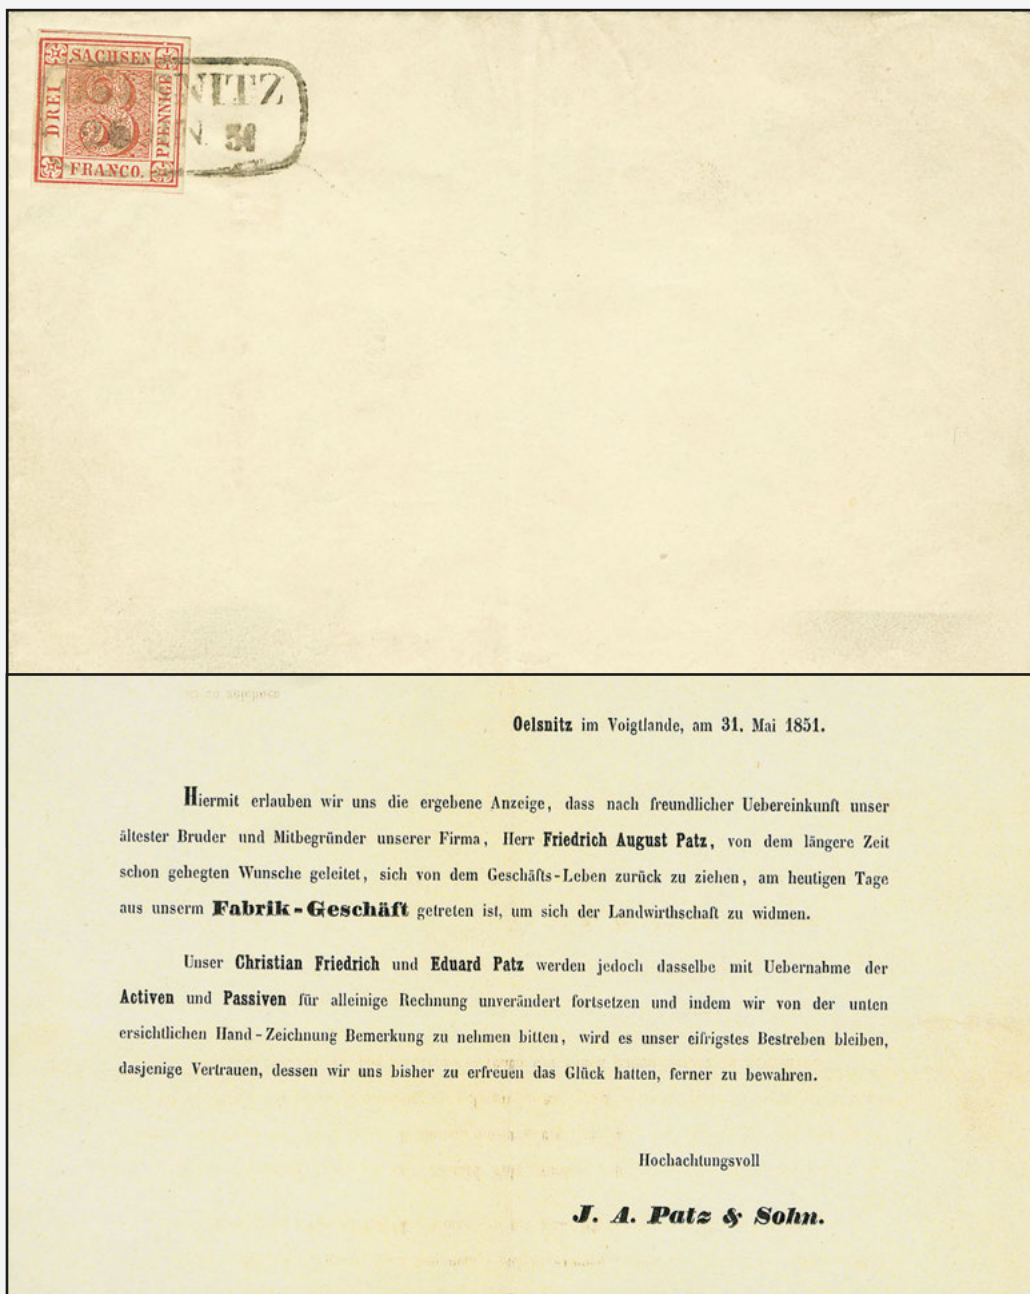 SACHSEN
DREI
3
PFENNIGE
FRANCO.
NITZ
N
Oelsnitz im Voigtlande, am 31. Mai 1851.
Hiermit erlauben wir uns die ergebene Anzeige, dass nach freundlicher Uebereinkunft unser
ältester Bruder und Mitbegründer unserer Firma, Herr Friedrich August Patz, von dem längere Zeit
schon gehegten Wunsche geleitet, sich von dem Geschäfts-Leben zurück zu ziehen, am heutigen Tage
aus unserm Fabrik-Geschäft getreten ist, um sich der Landwirthschaft zu widmen.
Unser Christian Friedrich und Eduard Patz werden jedoch dasselbe mit Uebernahme der
Activen und Passiven für alleinige Rechnung unverändert fortsetzen und indem wir von der unten
ersichtlichen Hand-Zeichnung Bemerkung zu nehmen bitten, wird es unser eifrigstes Bestreben bleiben,
dasjenige Vertrauen, dessen wir uns bisher zu erfreuen das Glück hatten, ferner zu bewahren.
Hochachtungsvoll
J. A. Patz & Sohn.